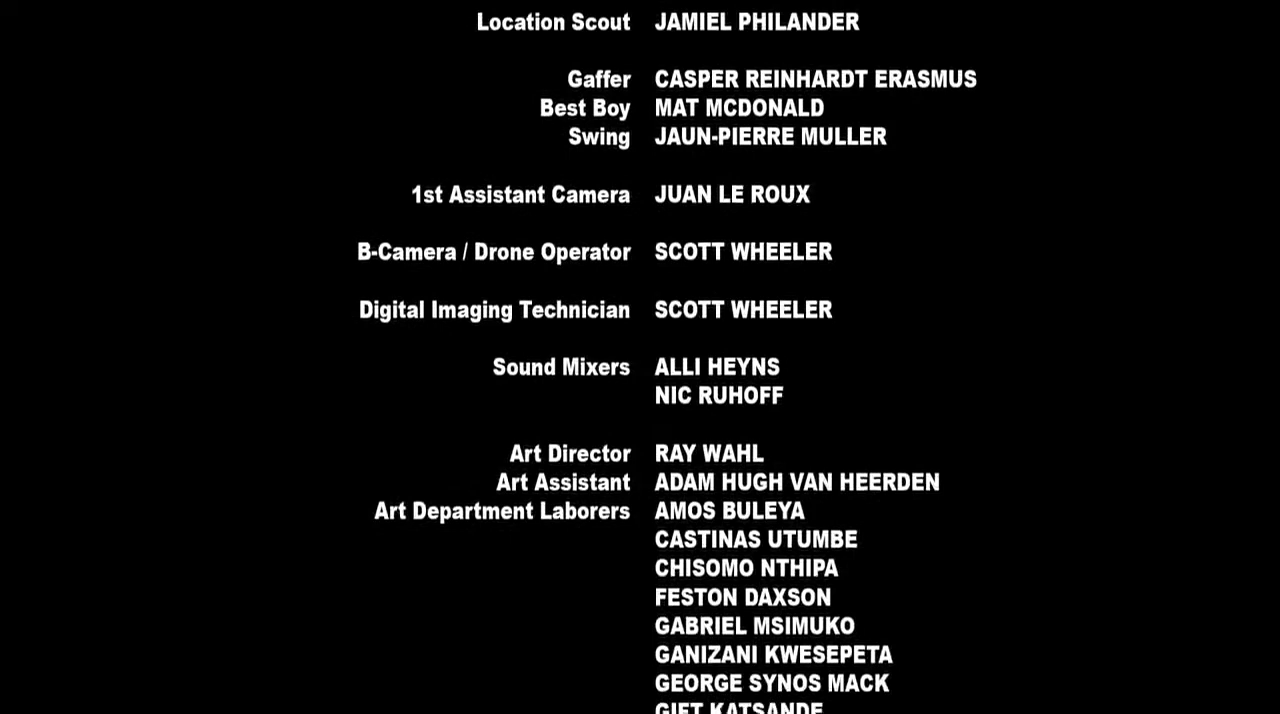 Location Scout JAMIEL PHILANDER
Gaffer CASPER REINHARDT ERASMUS
Best Boy MAT MCDONALD
Swing JAUN-PIERRE MULLER
1st Assistant Camera JUAN LE ROUX
B-Camera / Drone Operator SCOTT WHEELER
Digital Imaging Technician SCOTT WHEELER
Sound Mixers ALLI HEYNS
NIC RUHOFF
Art Director RAY WAHL
Art Assistant ADAM HUGH VAN HEERDEN
Art Department Laborers AMOS BULEYA
CASTINAS UTUMBE
CHISOMO NTHIPA
FESTON DAXSON
GABRIEL MSIMUKO
GANIZANI KWESEPETA
GEORGE SYNOS MACK
GIFT KATSANDE